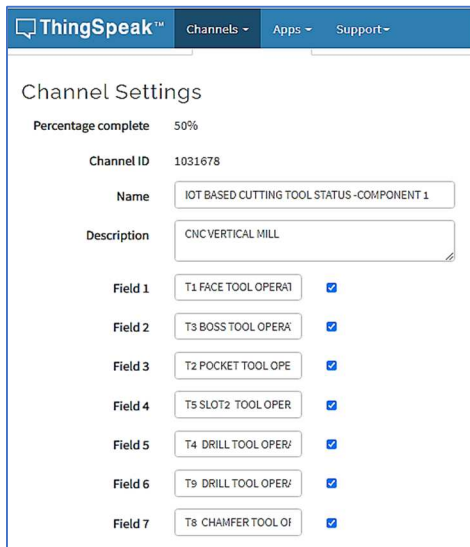 ThingSpeak™ Channels Apps Support
Channel Settings
Percentage complete 50%
Channel ID 1031678
Name IOT BASED CUTTING TOOL STATUS -COMPONENT 1
Description CNC VERTICAL MILL
Field 1 T1 FACE TOOL OPERAT
Field 2 T3 BOSS TOOL OPERA
Field 3 T2 POCKET TOOL OPE
Field 4 T5 SLOT2 TOOL OPER
Field 5 T4 DRILL TOOL OPERA
Field 6 T9 DRILL TOOL OPERA
Field 7 T8 CHAMFER TOOL OF